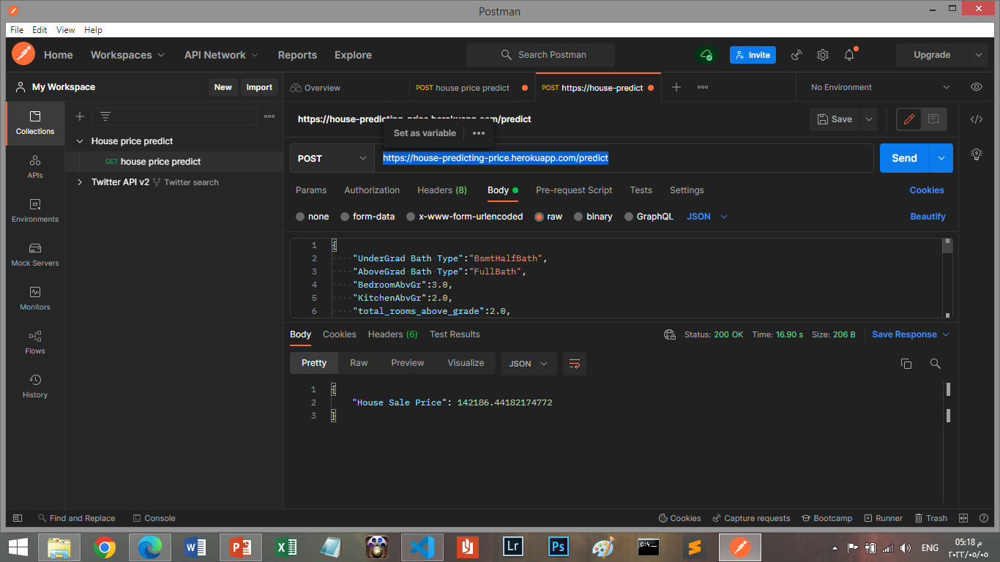 Postman
File Edit View Help
Home Workspaces API Network Reports Explore Search Postman Invite Upgrade
My Workspace New Import Overview POST house price predict POST https://house-predict No Environment
Collections
APIs
Environments
Mock Servers
Monitors
Flows
History
House price predict
GET house price predict
Twitter API v2 Twitter search
https://house-predicting-price.herokuapp.com/predict Save
Set as variable
POST https://house-predicting-price.herokuapp.com/predict Send
Params Authorization Headers (8) Body Pre-request Script Tests Settings Cookies
none form-data x-www-form-urlencoded raw binary GraphQL JSON Beautify
1 {
2 "UnderGrad Bath Type":"BsmtHalfBath",
3 "AboveGrad Bath Type":"FullBath",
4 "BedroomAbvGr":3.0,
5 "KitchenAbvGr":2.0,
6 "total_rooms_above_grade":2.0,
Body Cookies Headers (6) Test Results Status: 200 OK Time: 16.90 s Size: 206 B Save Response
Pretty Raw Preview Visualize JSON
1 {
2 "House Sale Price": 142186.44182174772
3 }
Find and Replace Console Cookies Capture requests Bootcamp Runner Trash
Lr Ps ENG 05:18 م
٢٠٢٢/٠٥/٠٥